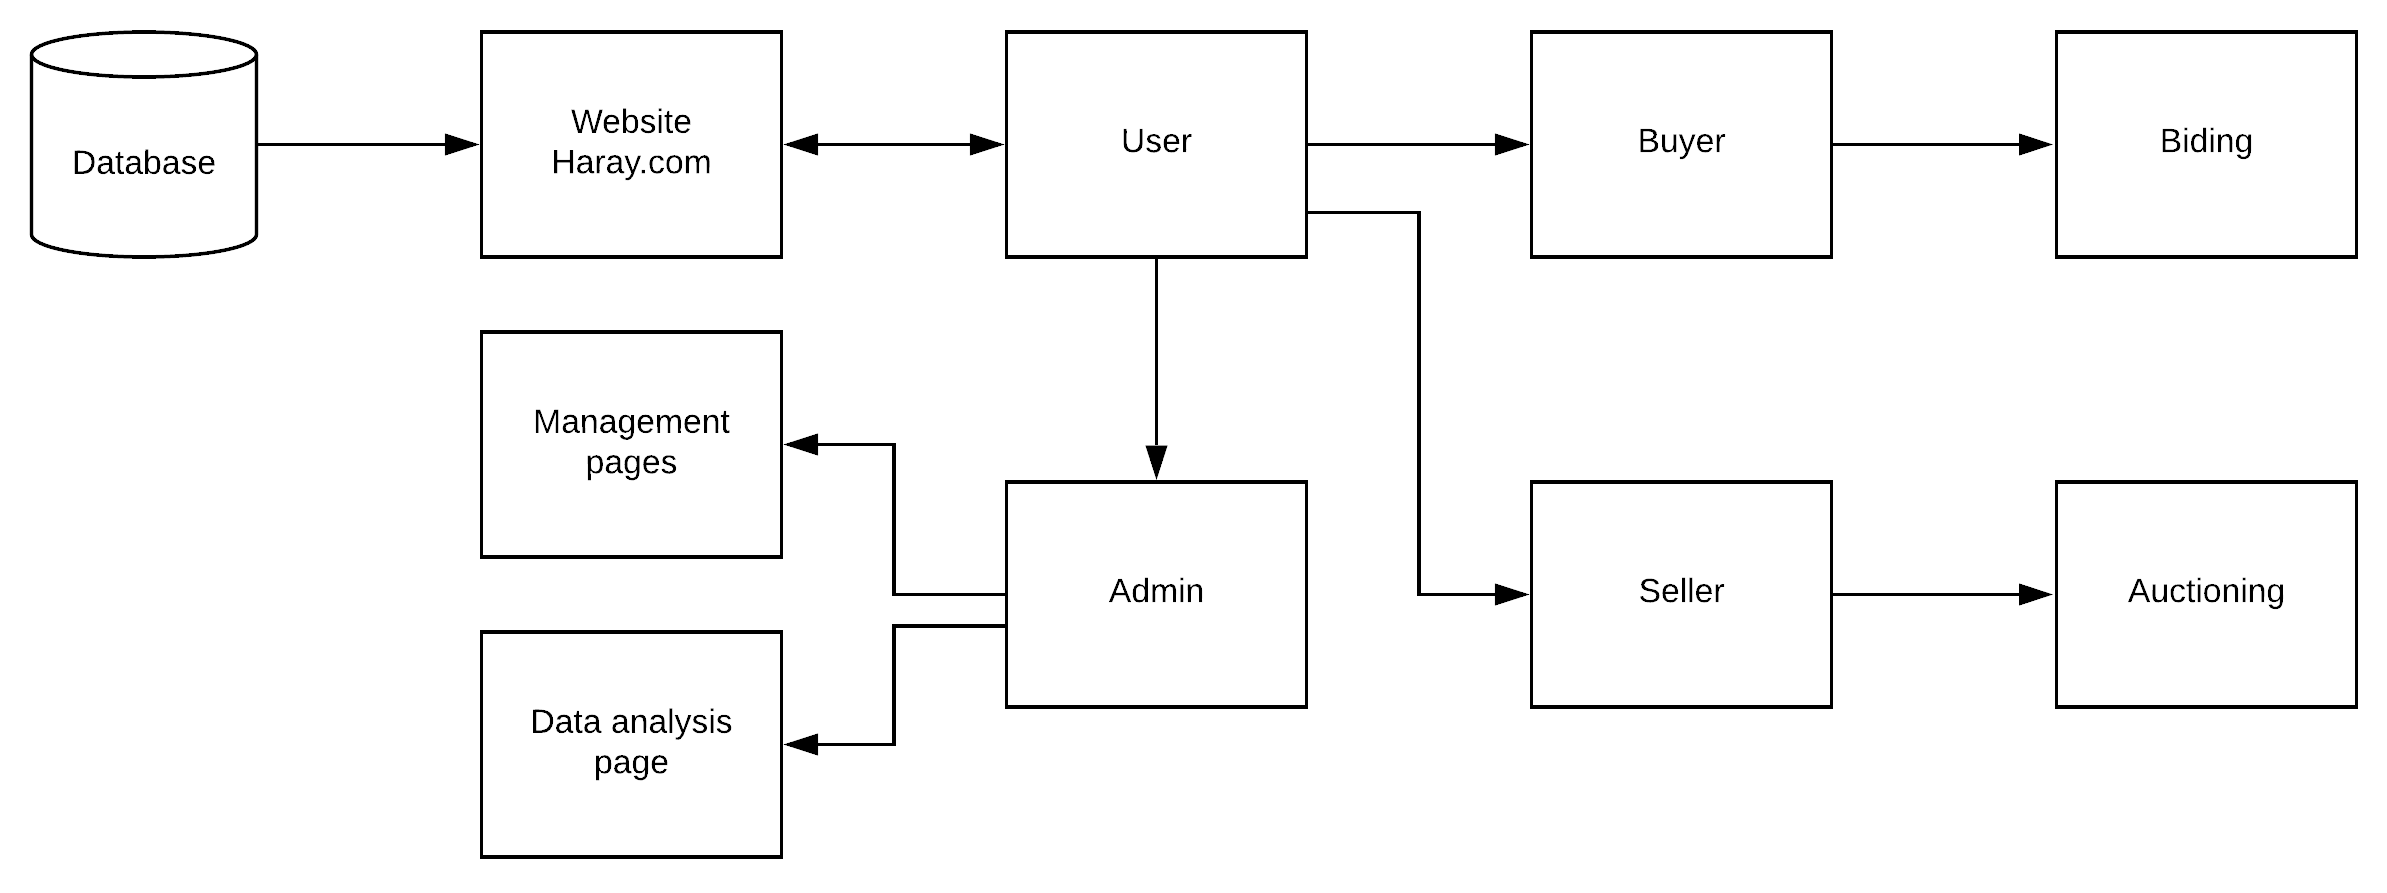 Database
Website
Haray.com
User
Buyer
Biding
Management
pages
Admin
Seller
Auctioning
Data analysis
page